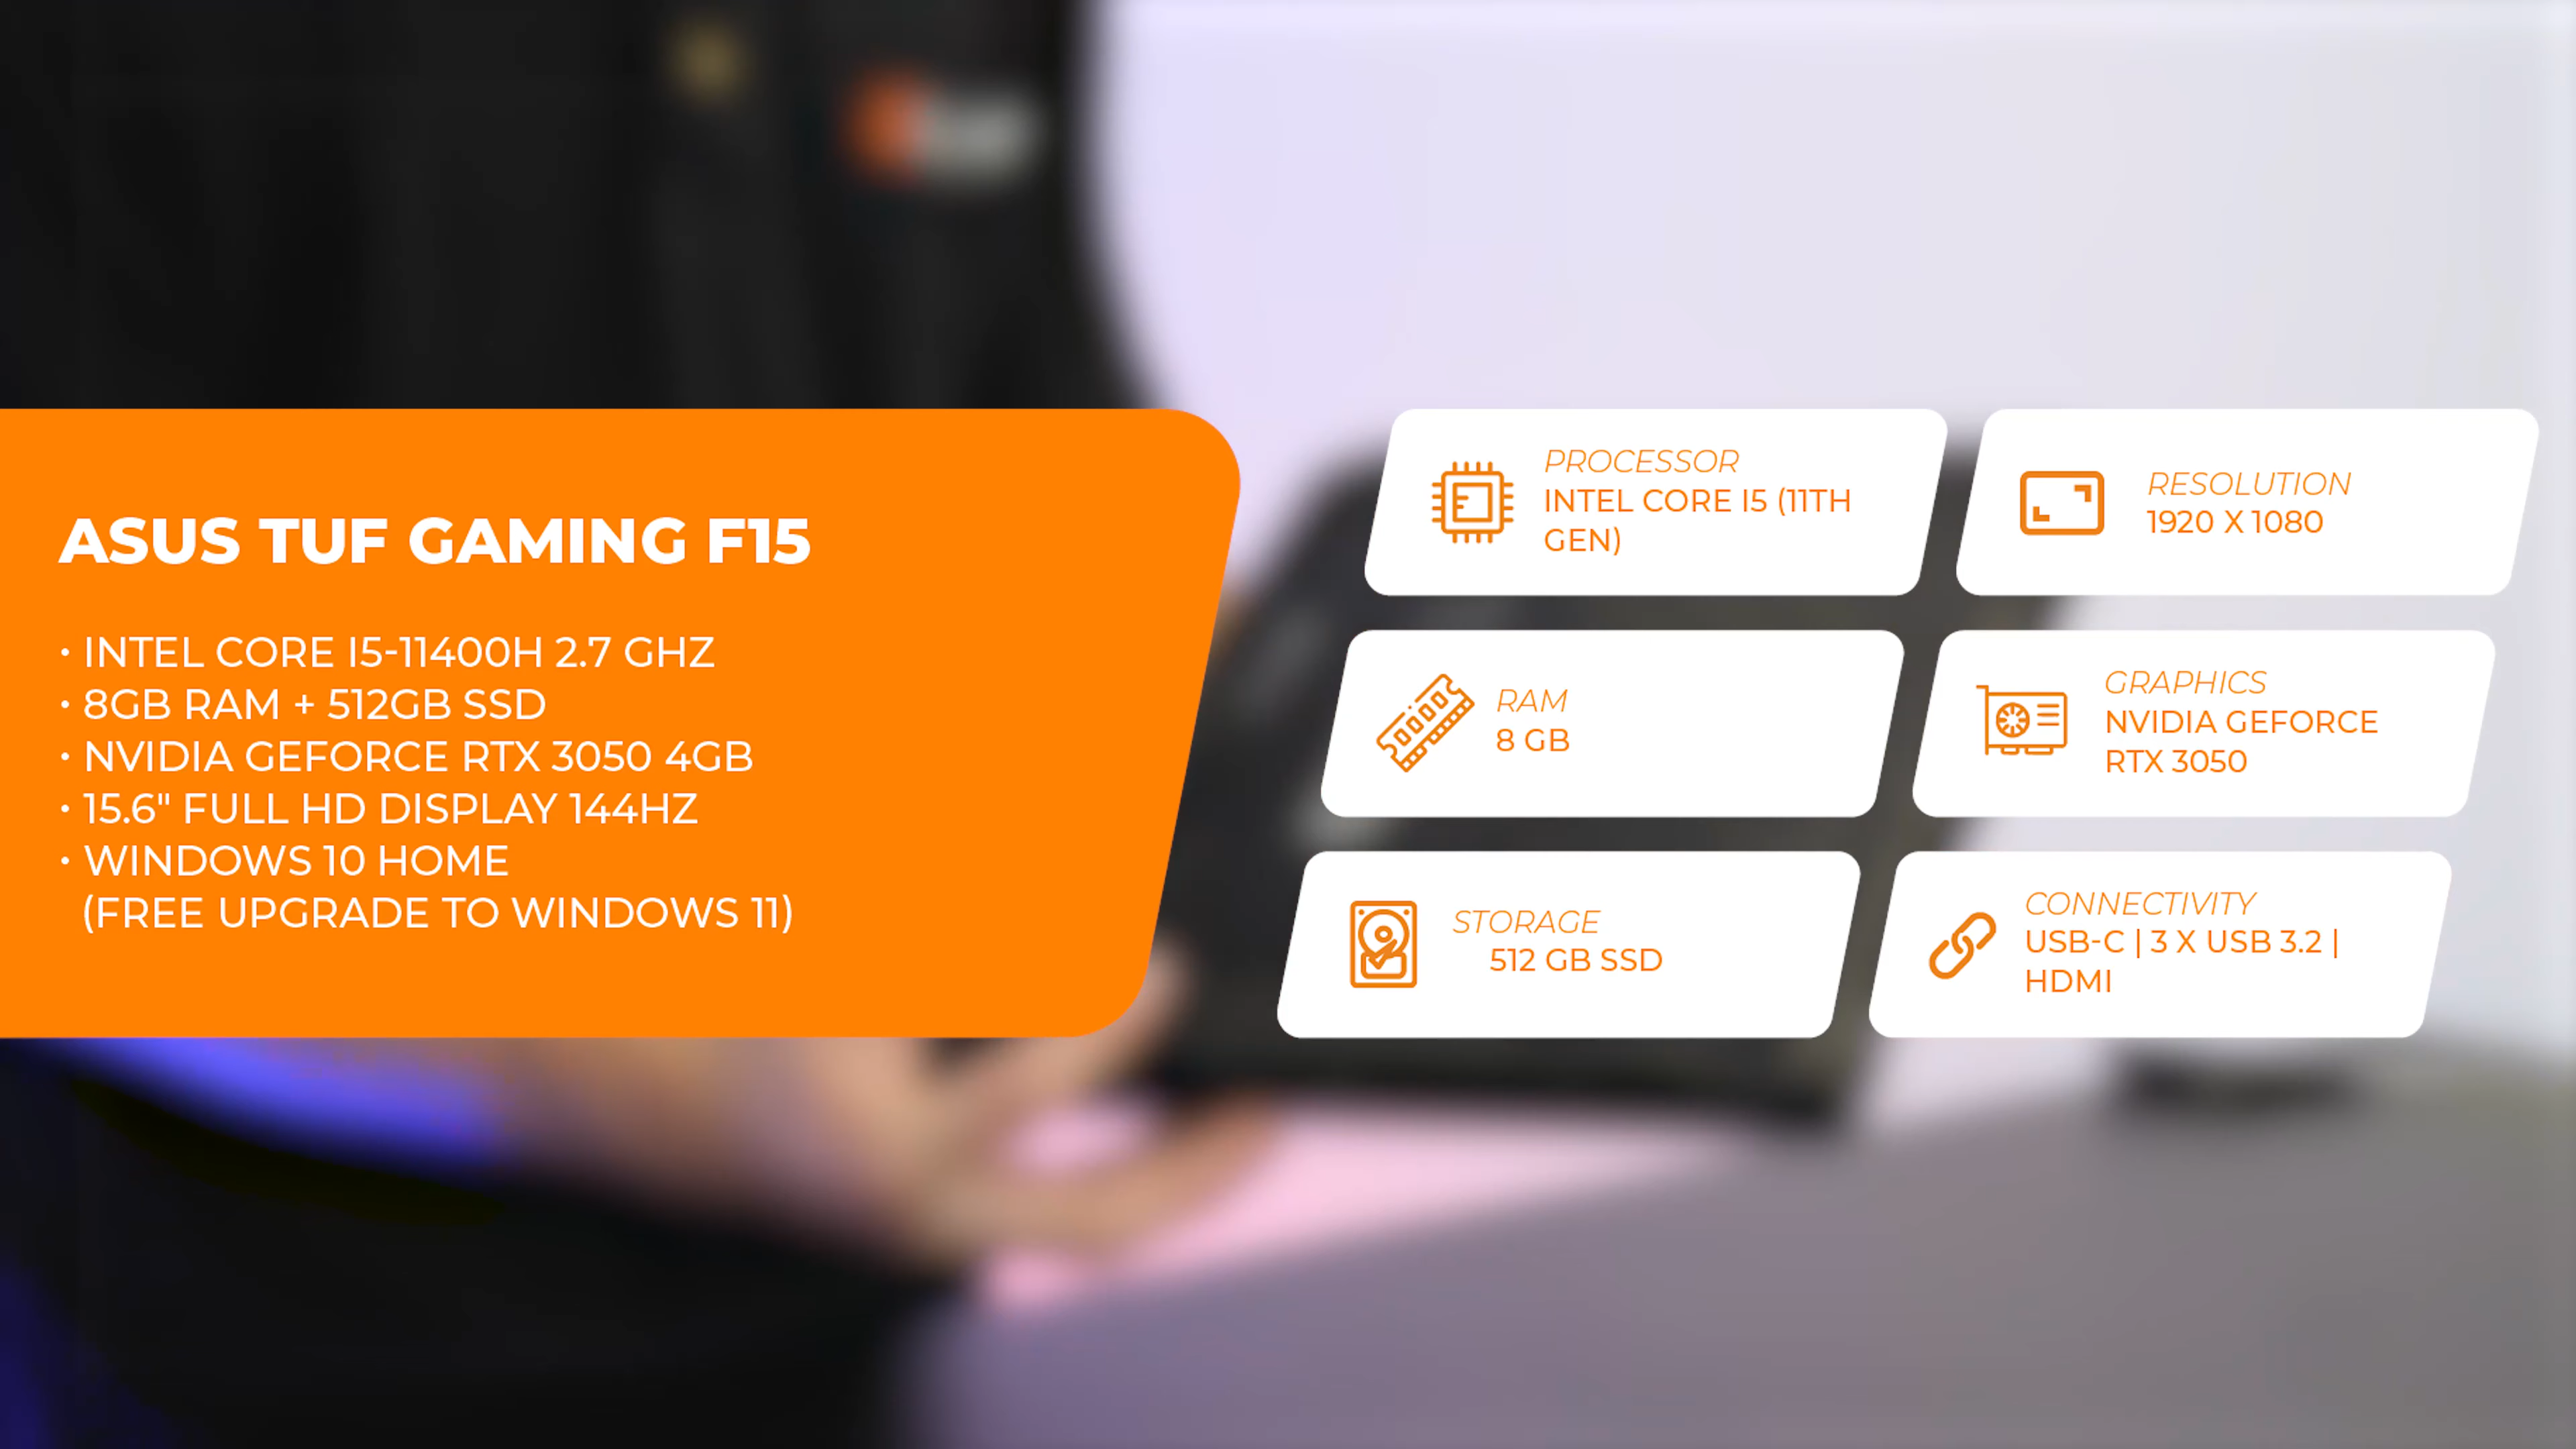 ASUS TUF GAMING F15
• INTEL CORE I5-11400H 2.7 GHZ
• 8GB RAM + 512GB SSD
• NVIDIA GEFORCE RTX 3050 4GB
• 15.6" FULL HD DISPLAY 144HZ
• WINDOWS 10 HOME
(FREE UPGRADE TO WINDOWS 11)
PROCESSOR
INTEL CORE I5 (11TH
GEN)
RESOLUTION
1920 X 1080
RAM
8 GB
GRAPHICS
NVIDIA GEFORCE
RTX 3050
STORAGE
512 GB SSD
CONNECTIVITY
USB-C | 3 X USB 3.2 |
HDMI